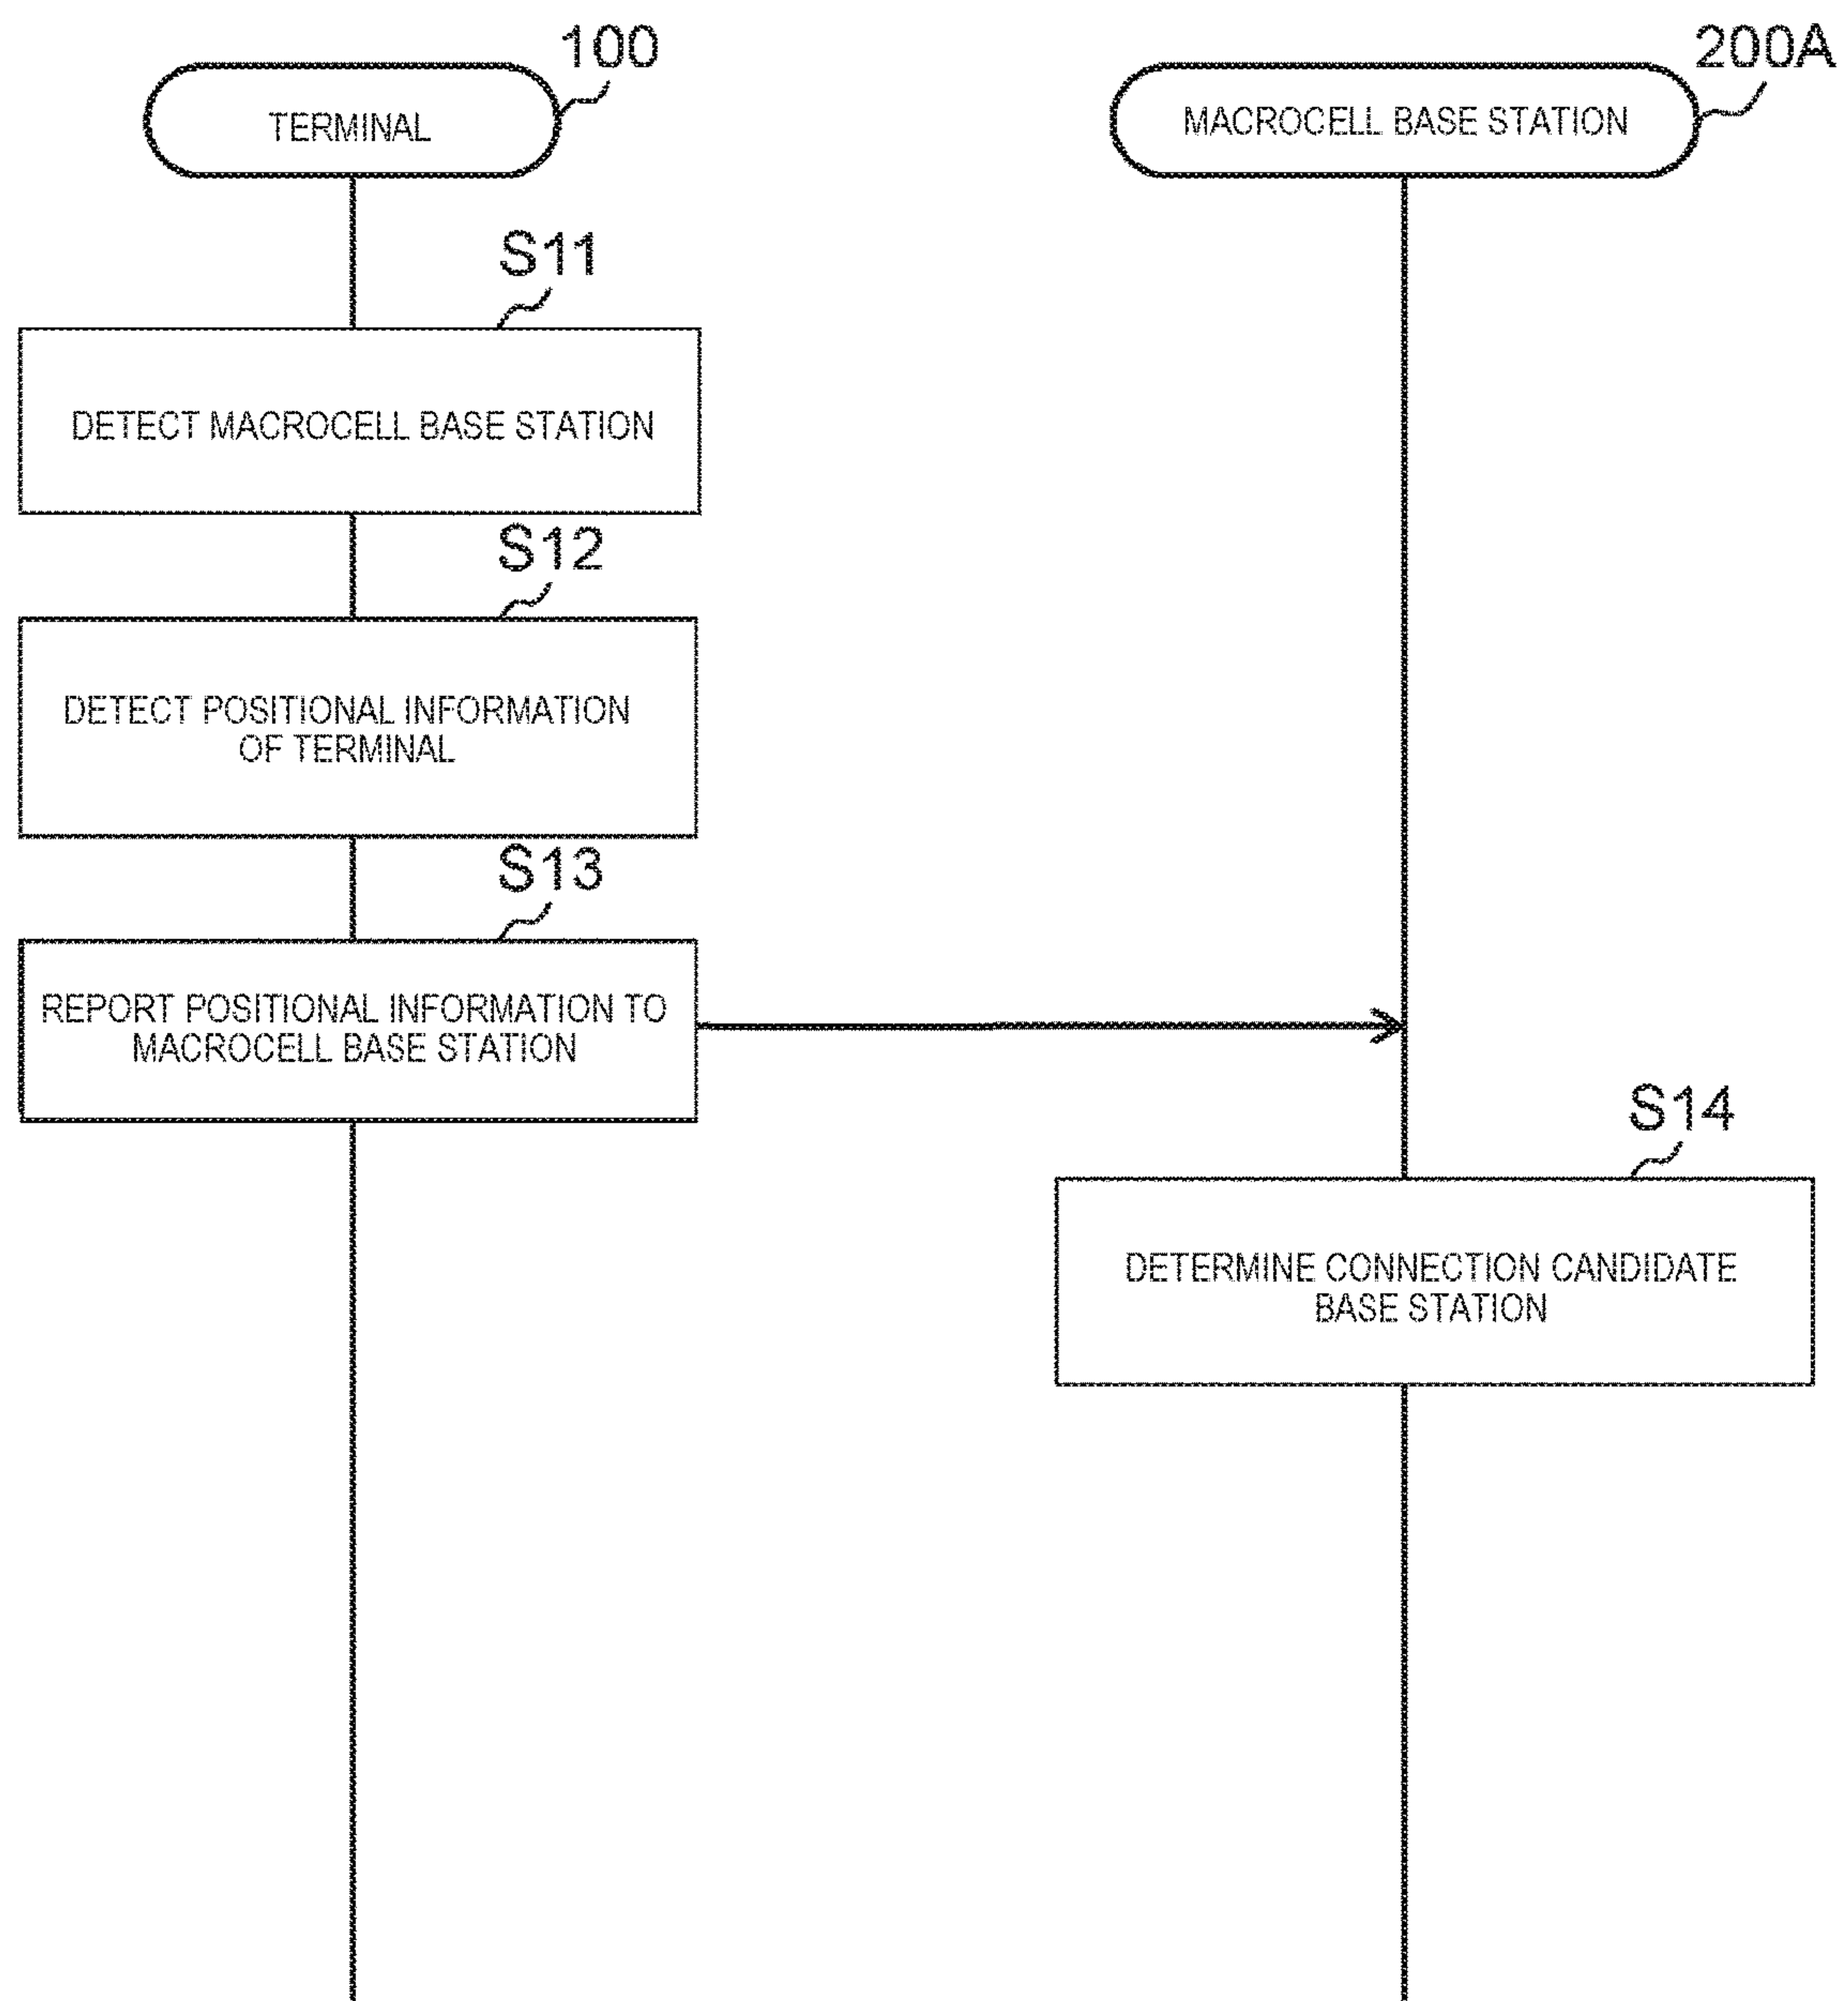 100
TERMINAL
200A
MACROCELL BASE STATION
S11
DETECT MACROCELL BASE STATION
S12
DETECT POSITIONAL INFORMATION
OF TERMINAL
S13
REPORT POSITIONAL INFORMATION TO
MACROCELL BASE STATION
S14
DETERMINE CONNECTION CANDIDATE
BASE STATION